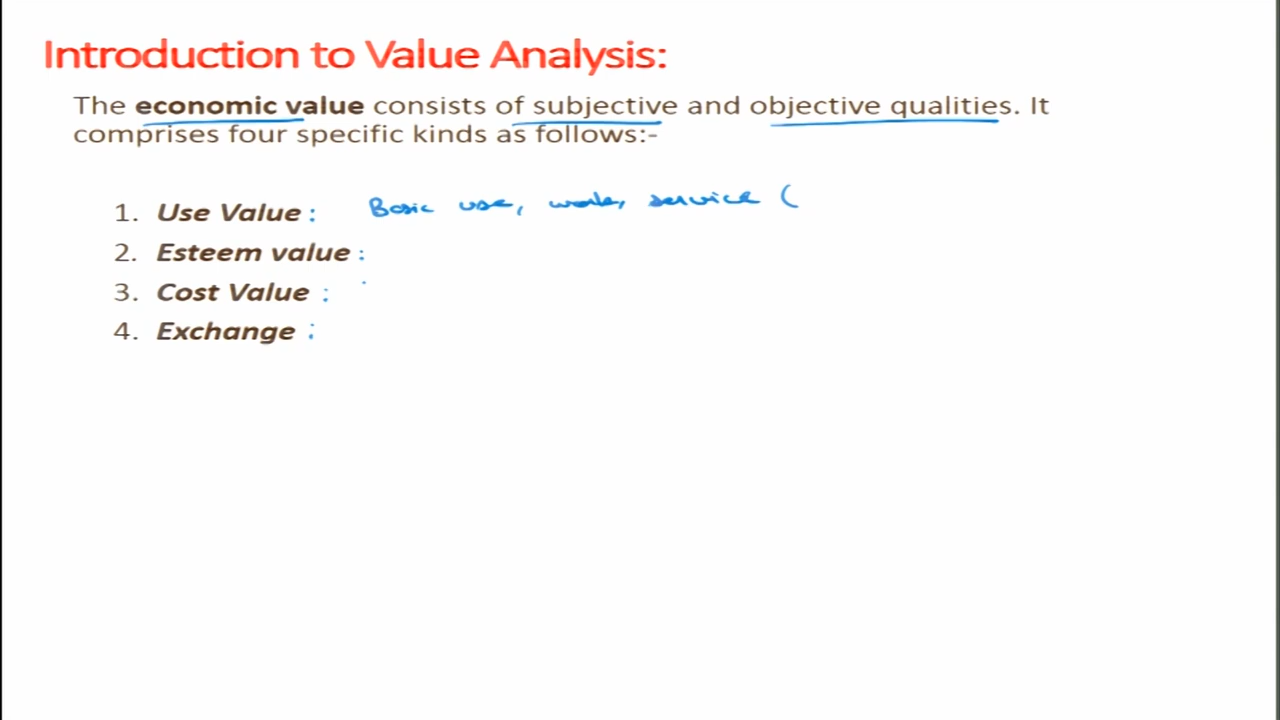 Introduction to Value Analysis:
The economic value consists of subjective and objective qualities. It
comprises four specific kinds as follows:-
1. Use Value : Basic use, work, service (
2. Esteem value :
3. Cost Value :
4. Exchange :